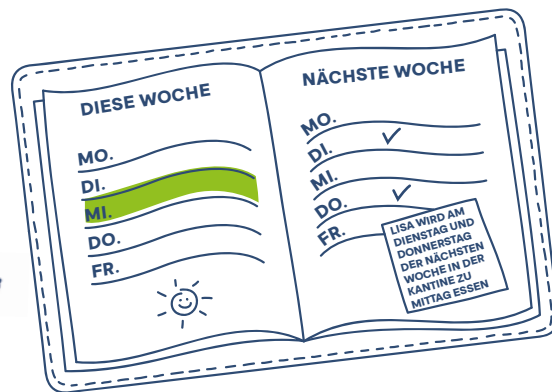 DIESE WOCHE
MO.
DI.
MI.
DO.
FR.
NÄCHSTE WOCHE
MO.
DI.
MI.
DO.
FR.
LISA WIRD AM
DIENSTAG UND
DONNERSTAG
DER NÄCHSTEN
WOCHE IN DER
KANTINE ZU
MITTAG ESSEN